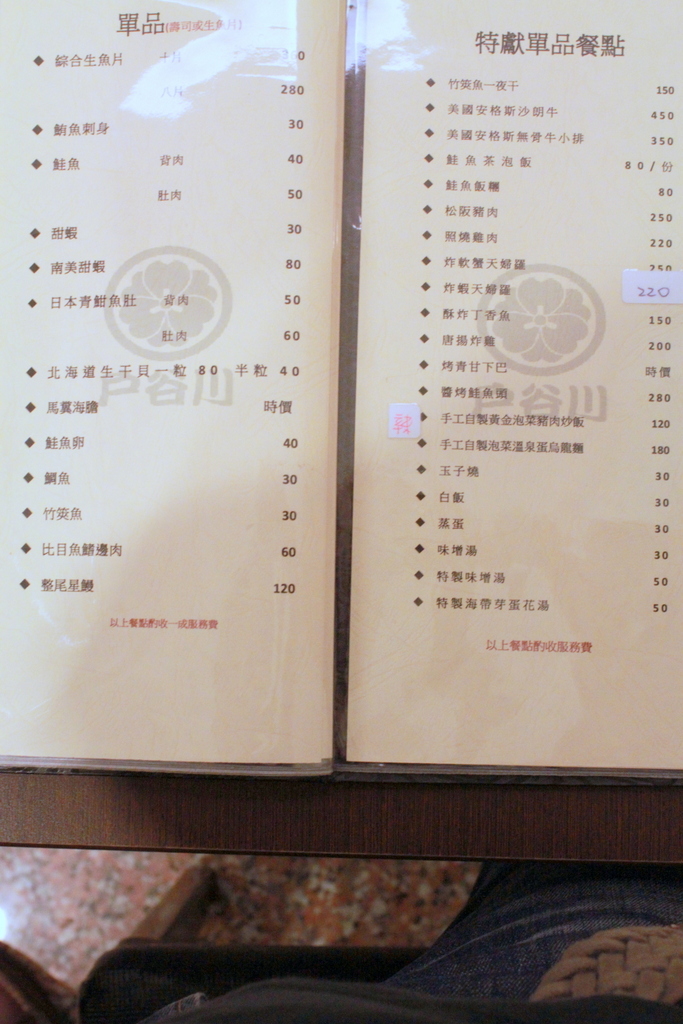 單品(壽司或生魚片)
◆ 綜合生魚片 十片
八片 280
◆ 鮪魚刺身 30
◆ 鮭魚 背肉 40
肚肉 50
◆ 甜蝦 30
◆ 南美甜蝦 80
◆ 日本青魽魚肚 背肉 50
肚肉 60
◆ 北海道生干貝一粒 80 半粒 40
◆ 馬冀海膽 時價
◆ 鮭魚卵 40
◆ 鯛魚 30
◆ 竹筴魚 30
◆ 比目魚鰭邊肉 60
◆ 整尾星鰻 120
以上餐點酌收一成服務費
戶谷川
特獻單品餐點
◆ 竹筴魚一夜干 150
◆ 美國安格斯沙朗牛 450
◆ 美國安格斯無骨牛小排 350
◆ 鮭魚茶泡飯 80/份
◆ 鮭魚飯糰 80
◆ 松阪豬肉 250
◆ 照燒雞肉 220
◆ 炸軟蟹天婦羅 250
◆ 炸蝦天婦羅 220
◆ 酥炸丁香魚 150
◆ 唐揚炸雞 200
◆ 烤青甘下巴 時價
◆ 醬烤鮭魚頭 280
辣 ◆ 手工自製黃金泡菜豬肉炒飯 120
◆ 手工自製泡菜溫泉蛋烏龍麵 180
◆ 玉子燒 30
◆ 白飯 30
◆ 蒸蛋 30
◆ 味增湯 30
◆ 特製味增湯 50
◆ 特製海帶芽蛋花湯 50
以上餐點酌收服務費
戶谷川